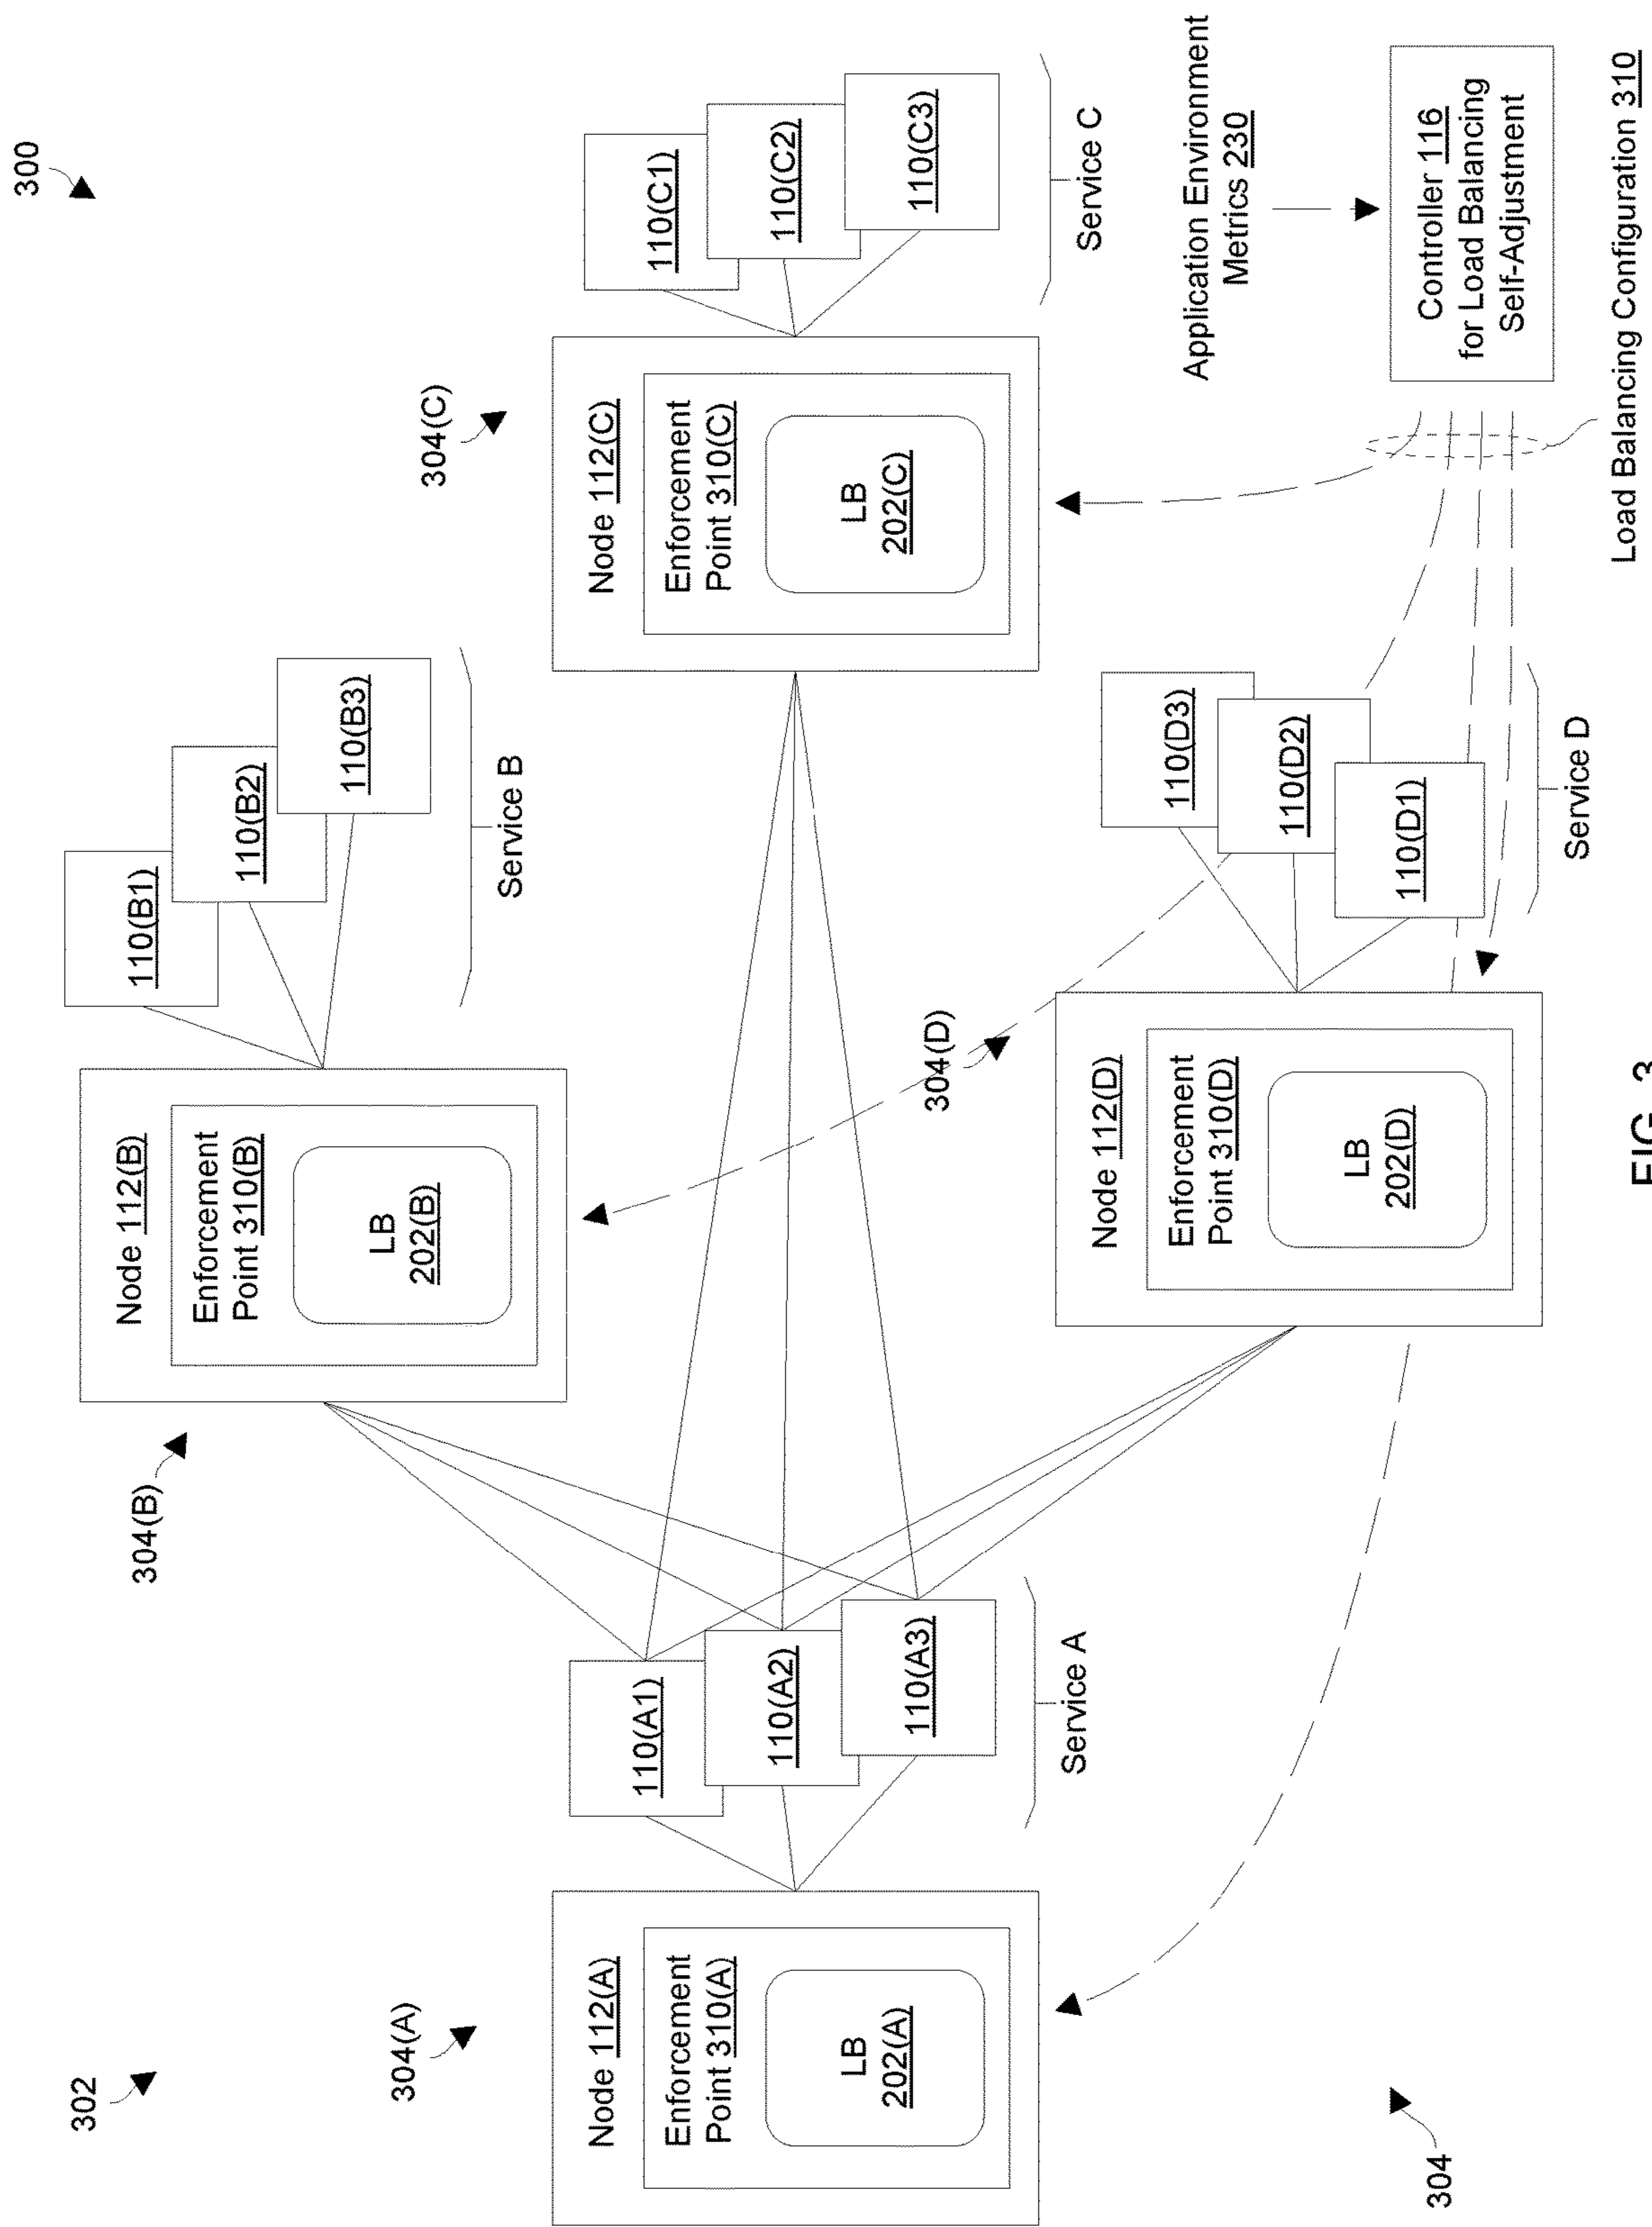 300
302
304(B)
Node 112(B)
Enforcement
Point 310(B)
LB
202(B)
110(B1)
110(B2)
110(B3)
Service B
304(A)
Node 112(A)
Enforcement
Point 310(A)
LB
202(A)
110(A1)
110(A2)
110(A3)
Service A
304(C)
Node 112(C)
Enforcement
Point 310(C)
LB
202(C)
110(C1)
110(C2)
110(C3)
Service C
304(D)
Node 112(D)
Enforcement
Point 310(D)
LB
202(D)
110(D3)
110(D2)
110(D1)
Service D
Application Environment
Metrics 230
Controller 116
for Load Balancing
Self-Adjustment
Load Balancing Configuration 310
304
FIG. 3